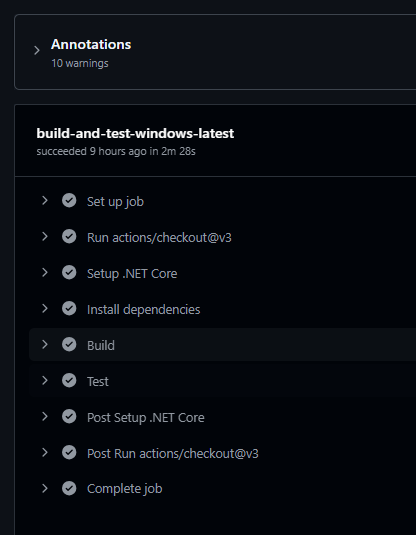 Annotations
10 warnings
build-and-test-windows-latest
succeeded 9 hours ago in 2m 28s
Set up job
Run actions/checkout@v3
Setup .NET Core
Install dependencies
Build
Test
Post Setup .NET Core
Post Run actions/checkout@v3
Complete job